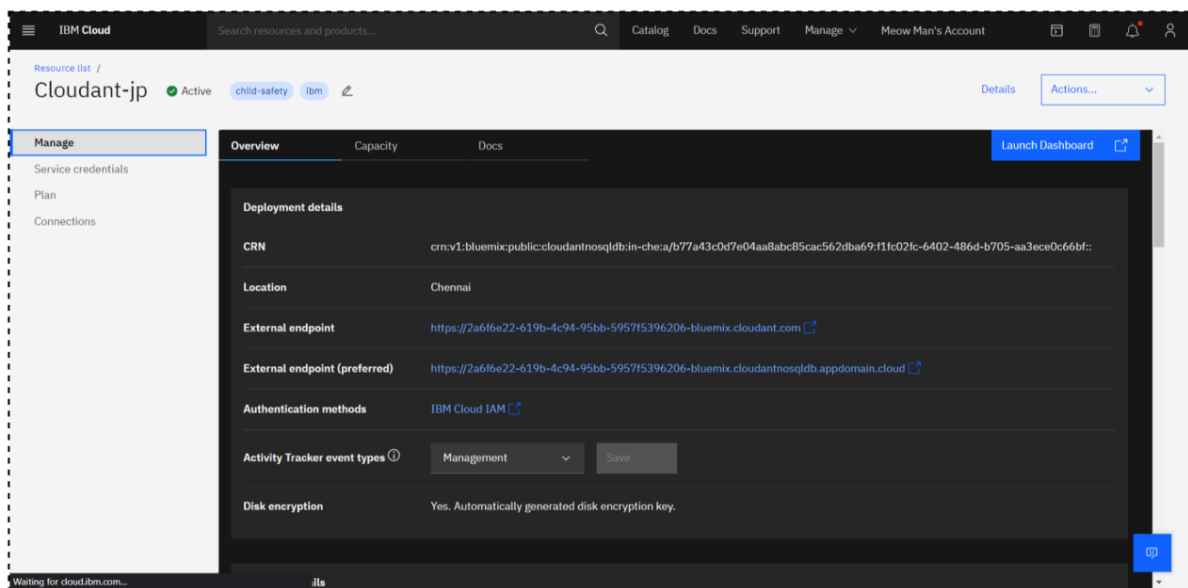 IBM Cloud Search resources and products... Catalog Docs Support Manage Meow Man's Account
Resource list /
Cloudant-jp Active child-safety ibm Details Actions...
Manage
Service credentials
Plan
Connections
Overview Capacity Docs Launch Dashboard
Deployment details
CRN crn:v1:bluemix:public:cloudantnosqldb:in-che:a/b77a43c0d7e04aa8abc85cac562dba69:f1fc02fc-6402-486d-b705-aa3ece0c66bf::
Location Chennai
External endpoint https://2a6f6e22-619b-4c94-95bb-5957f5396206-bluemix.cloudant.com
External endpoint (preferred) https://2a6f6e22-619b-4c94-95bb-5957f5396206-bluemix.cloudantnosqldb.appdomain.cloud
Authentication methods IBM Cloud IAM
Activity Tracker event types Management Save
Disk encryption Yes. Automatically generated disk encryption key.
Waiting for cloud.ibm.com... ils